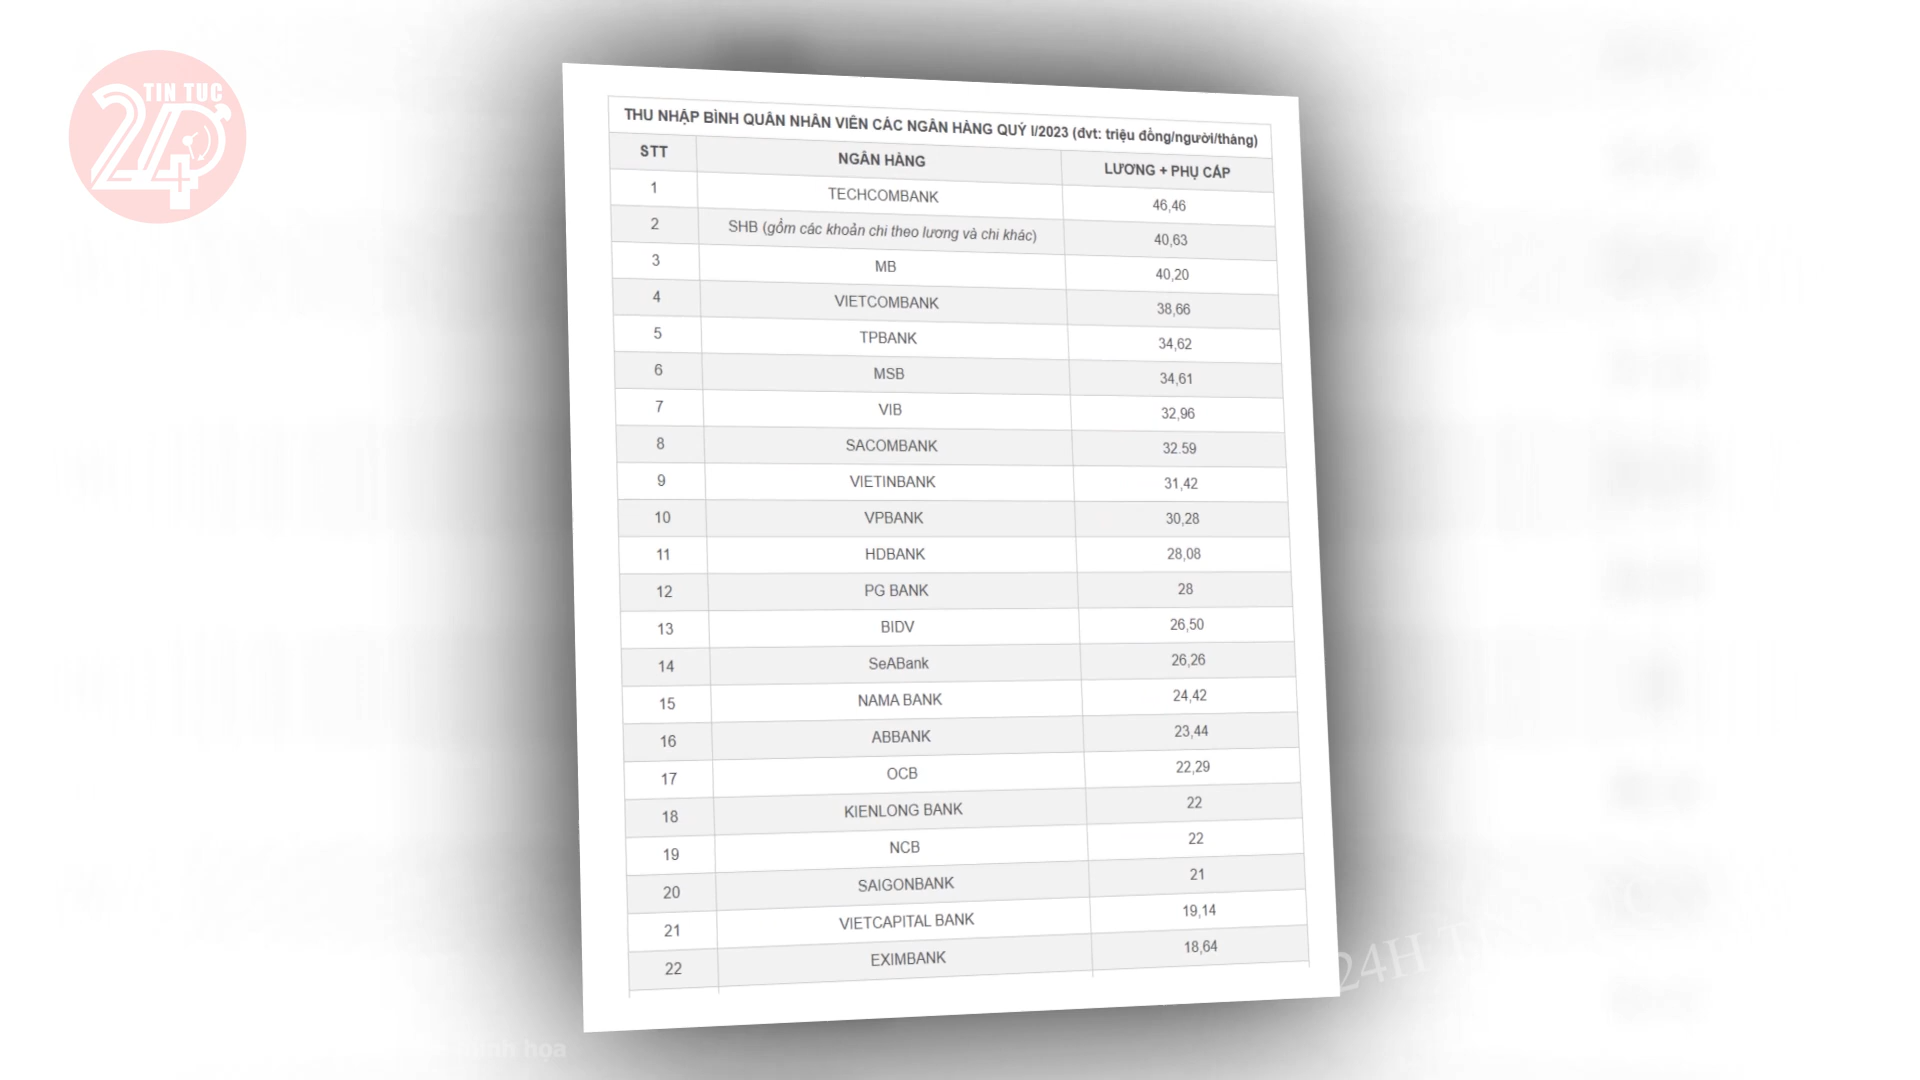 TIN TUC
24
THU NHẬP BÌNH QUÂN NHÂN VIÊN CÁC NGÂN HÀNG QUÝ I/2023 (đvt: triệu đồng/người/tháng)
STT NGÂN HÀNG LƯƠNG + PHỤ CẤP
1 TECHCOMBANK 46,46
2 SHB (gồm các khoản chi theo lương và chi khác) 40,63
3 MB 40,20
4 VIETCOMBANK 38,66
5 TPBANK 34,62
6 MSB 34,61
7 VIB 32,96
8 SACOMBANK 32.59
9 VIETINBANK 31,42
10 VPBANK 30,28
11 HDBANK 28,08
12 PG BANK 28
13 BIDV 26,50
14 SeABank 26,26
15 NAMA BANK 24,42
16 ABBANK 23,44
17 OCB 22,29
18 KIENLONG BANK 22
19 NCB 22
20 SAIGONBANK 21
21 VIETCAPITAL BANK 19,14
22 EXIMBANK 18,64
24H
họa